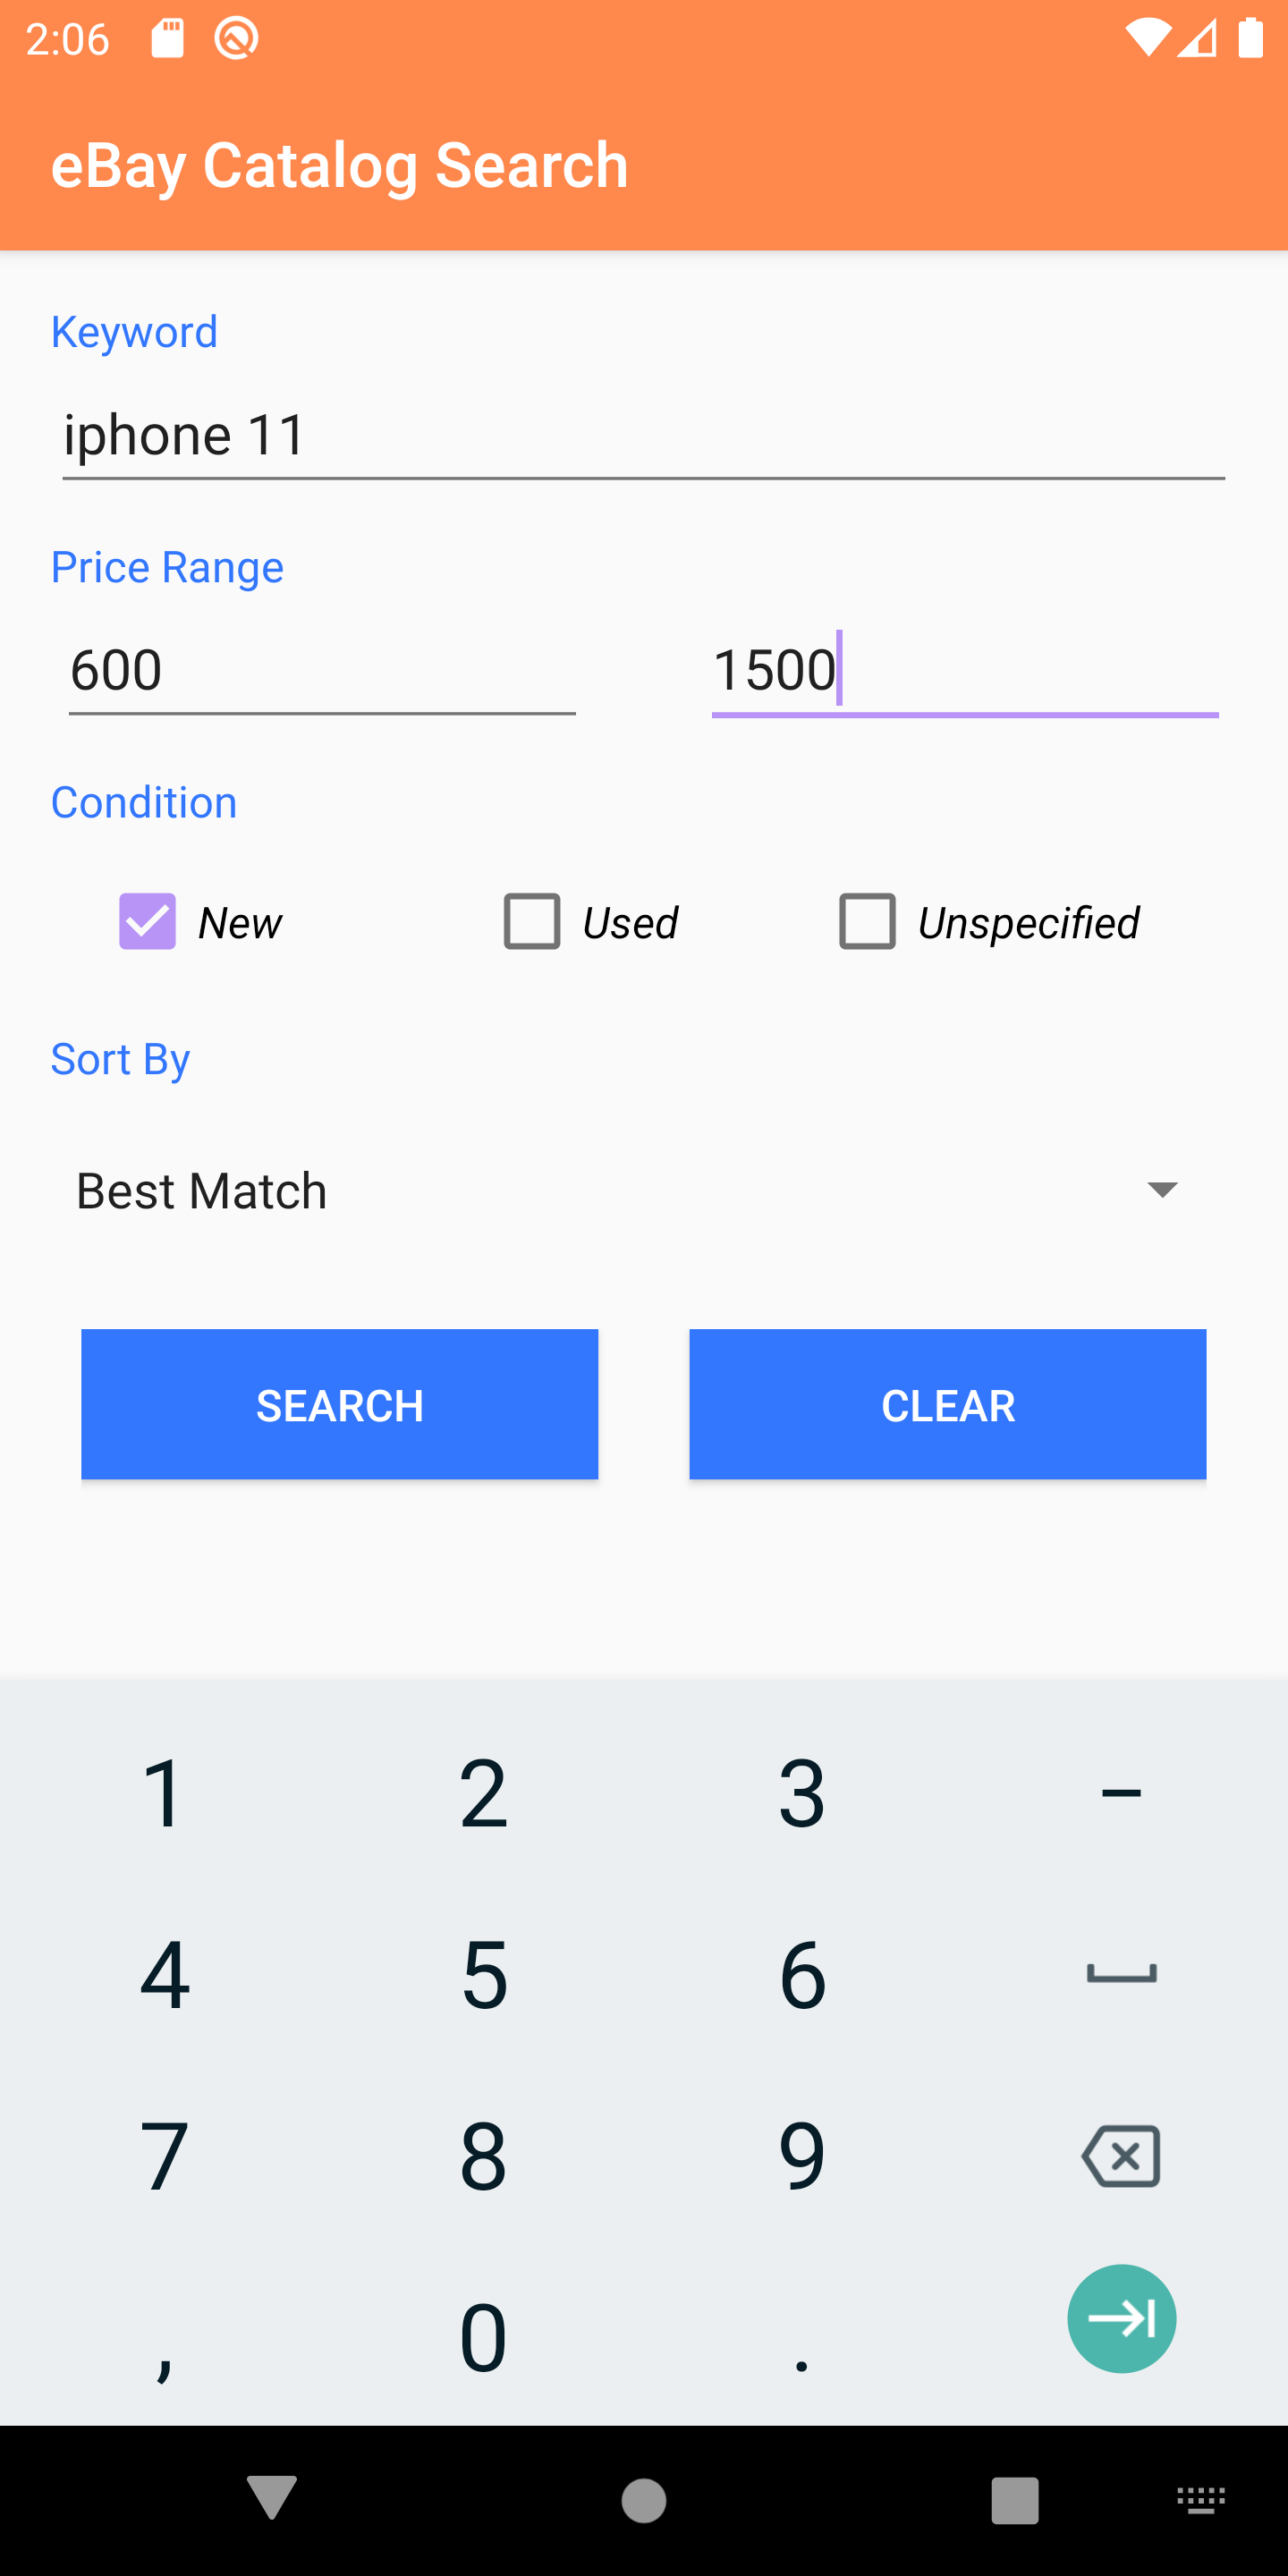 2:06
eBay Catalog Search
Keyword
iphone 11
Price Range
600 1500
Condition
New Used Unspecified
Sort By
Best Match
SEARCH CLEAR
1 2 3 –
4 5 6
7 8 9
, 0 .